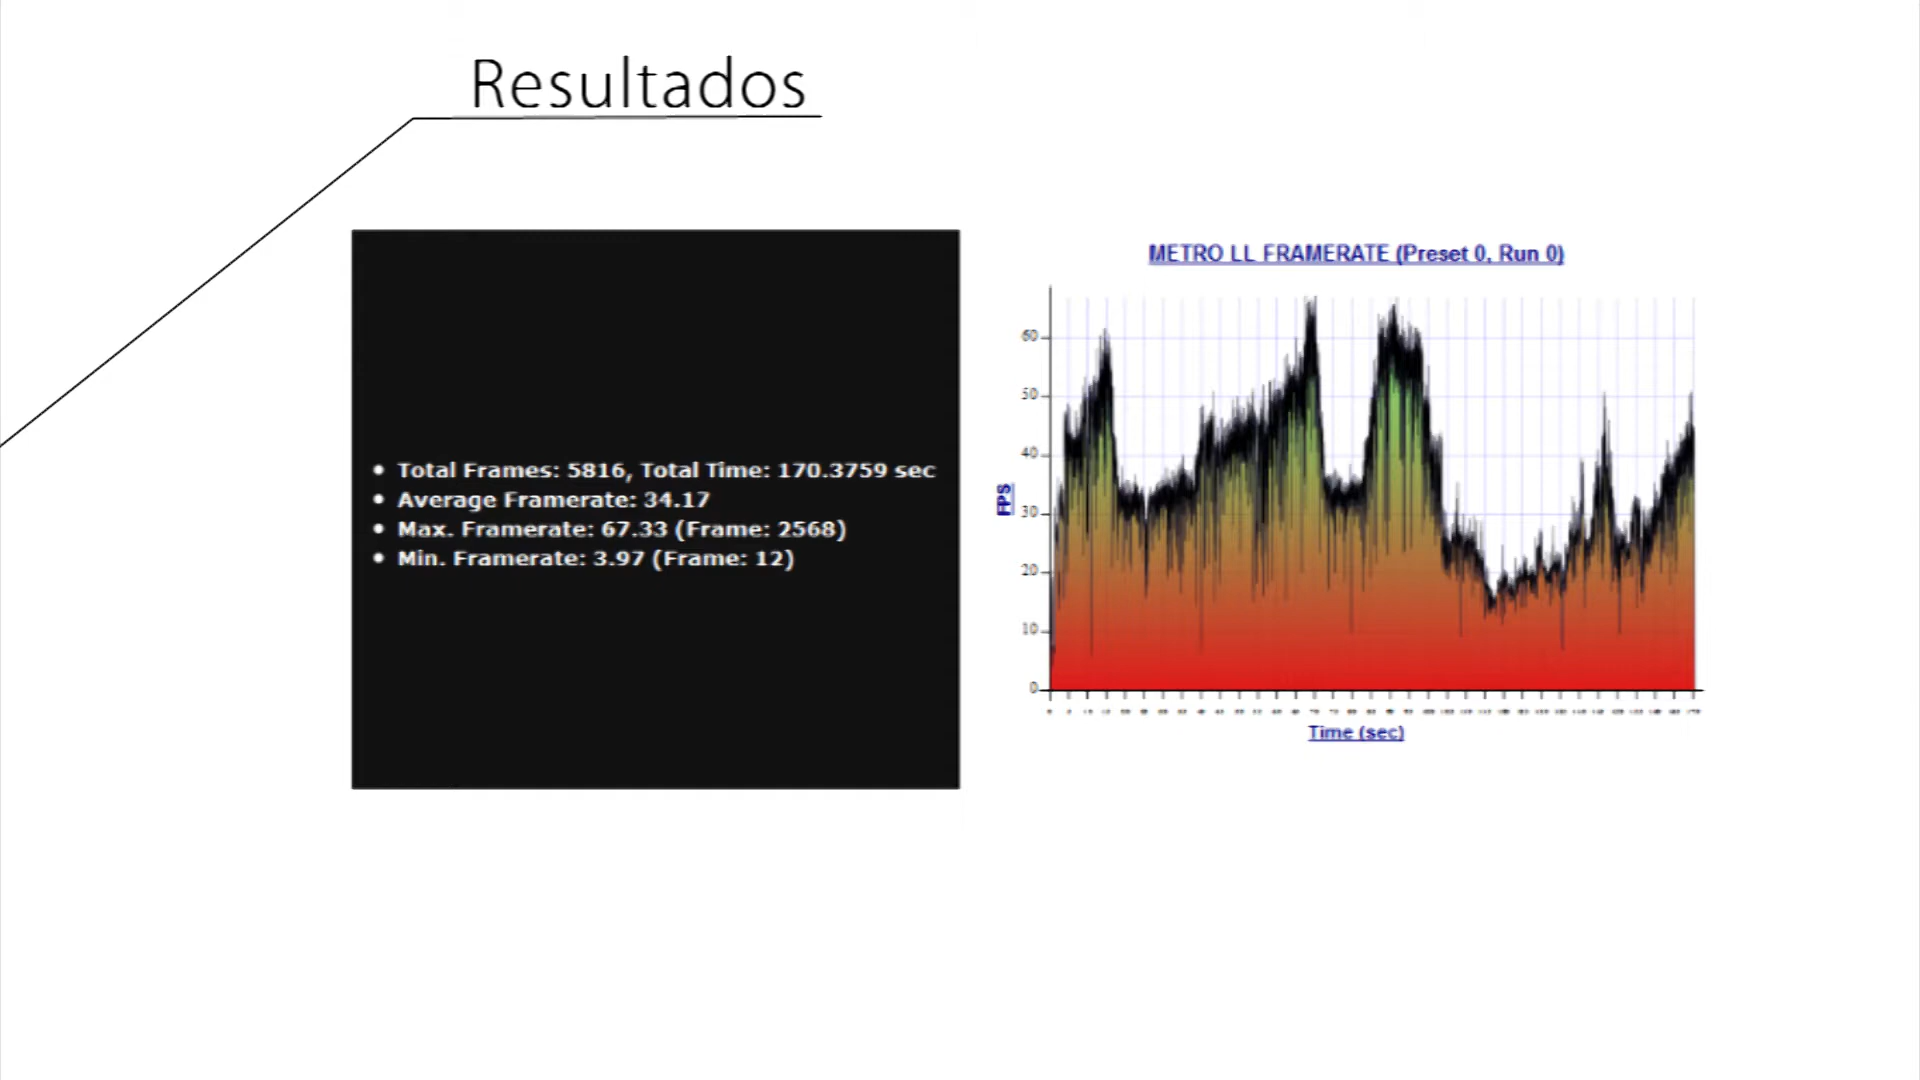 Resultados
• Total Frames: 5816, Total Time: 170.3759 sec
• Average Framerate: 34.17
• Max. Framerate: 67.33 (Frame: 2568)
• Min. Framerate: 3.97 (Frame: 12)
METRO LL FRAMERATE (Preset 0, Run 0)
FPS
60
50
40
30
20
10
0
Time (sec)